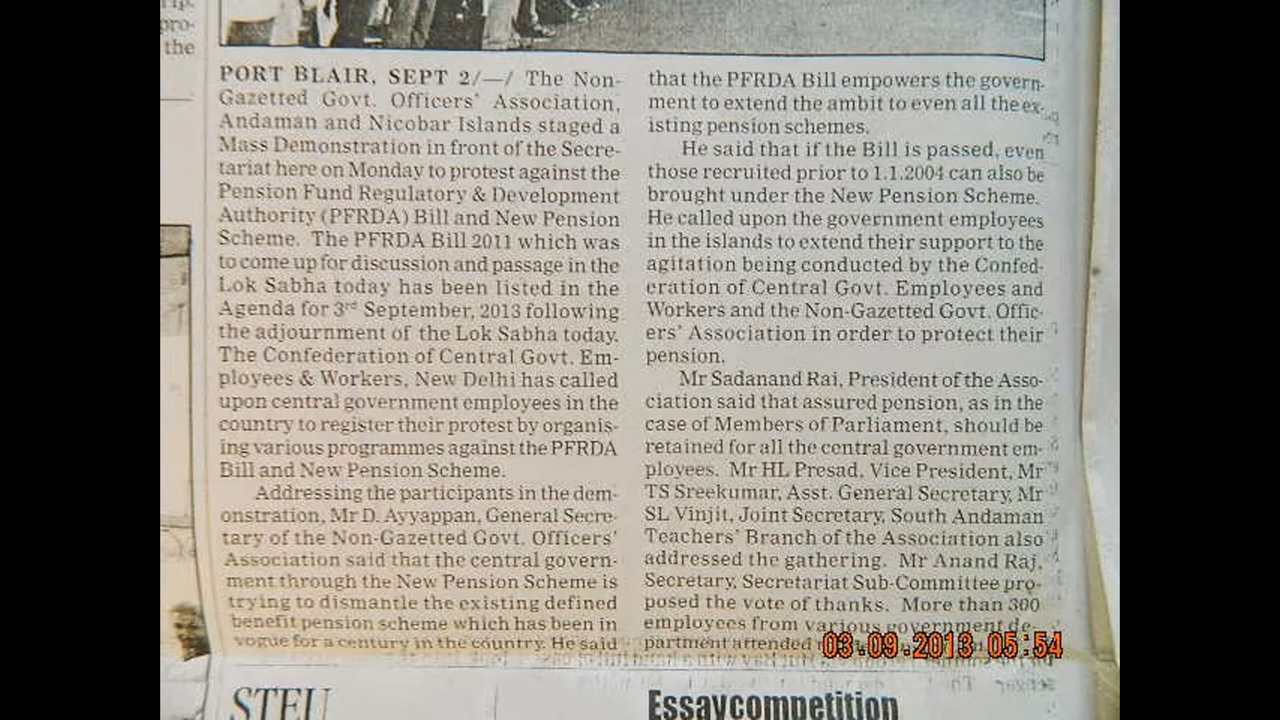 rip.
pro-
the
PORT BLAIR, SEPT 2/—/ The Non-
Gazetted Govt. Officers' Association,
Andaman and Nicobar Islands staged a
Mass Demonstration in front of the Secre-
tariat here on Monday to protest against the
Pension Fund Regulatory & Development
Authority (PFRDA) Bill and New Pension
Scheme. The PFRDA Bill 2011 which was
to come up for discussion and passage in the
Lok Sabha today has been listed in the
Agenda for 3rd September, 2013 following
the adjournment of the Lok Sabha today.
The Confederation of Central Govt. Em-
ployees & Workers, New Delhi has called
upon central government employees in the
country to register their protest by organis-
ing various programmes against the PFRDA
Bill and New Pension Scheme.
Addressing the participants in the dem-
onstration, Mr D. Ayyappan, General Secre-
tary of the Non-Gazetted Govt. Officers'
Association said that the central govern-
ment through the New Pension Scheme is
trying to dismantle the existing defined
benefit pension scheme which has been in
vogue for a century in the country. He said
that the PFRDA Bill empowers the govern-
ment to extend the ambit to even all the ex-
isting pension schemes.
He said that if the Bill is passed, even
those recruited prior to 1.1.2004 can also be
brought under the New Pension Scheme.
He called upon the government employees
in the islands to extend their support to the
agitation being conducted by the Confed-
eration of Central Govt. Employees and
Workers and the Non-Gazetted Govt. Offic-
ers' Association in order to protect their
pension.
Mr Sadanand Rai, President of the Asso-
ciation said that assured pension, as in the
case of Members of Parliament, should be
retained for all the central government em-
ployees. Mr HL Presad, Vice President, Mr
TS Sreekumar, Asst. General Secretary, Mr
SL Vinjit, Joint Secretary, South Andaman
Teachers' Branch of the Association also
addressed the gathering. Mr Anand Raj,
Secretary, Secretariat Sub-Committee pro-
posed the vote of thanks. More than 300
employees from various government de-
partment attended
03.09.2013 05:54
STEU
Essaycompetition